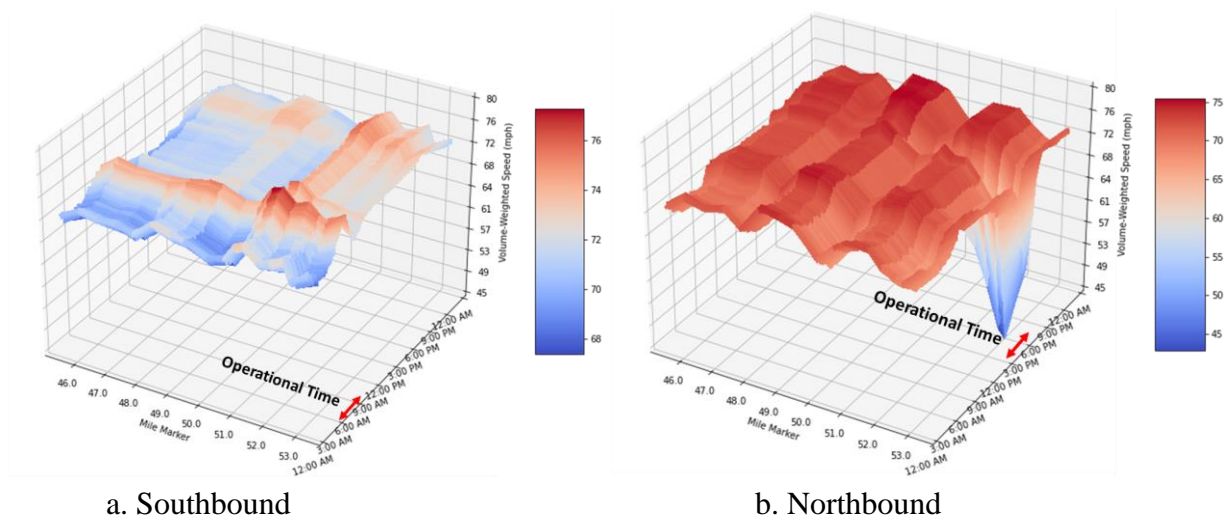 80
76
72
68
64
61
57
53
49
45
Volume-Weighted Speed (mph)
76
74
72
70
68
Operational Time
46.0
47.0
48.0
49.0
50.0
51.0
52.0
53.0
Mile Marker
12:00 AM
3:00 AM
6:00 AM
9:00 AM
12:00 PM
3:00 PM
6:00 PM
9:00 PM
12:00 AM
a. Southbound
80
76
72
68
64
61
57
53
49
45
Volume-Weighted Speed (mph)
75
70
65
60
55
50
45
Operational Time
46.0
47.0
48.0
49.0
50.0
51.0
52.0
53.0
Mile Marker
12:00 AM
3:00 AM
6:00 AM
9:00 AM
12:00 PM
3:00 PM
6:00 PM
9:00 PM
12:00 AM
b. Northbound